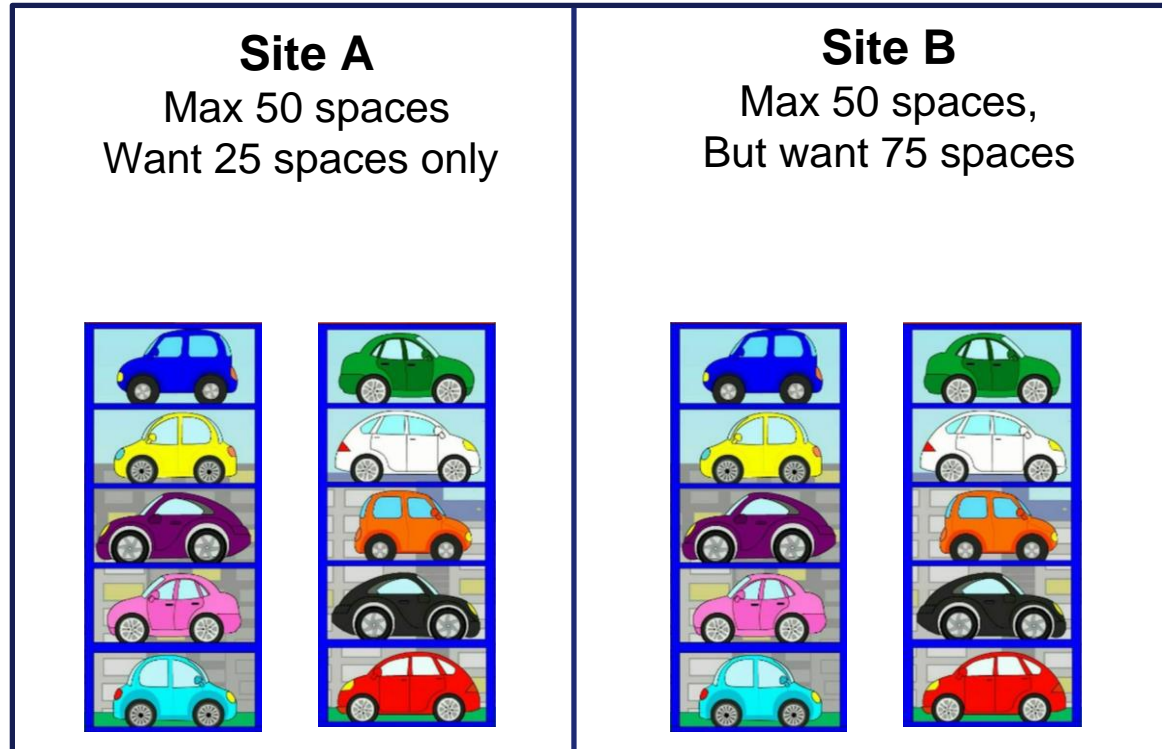 Site A
Max 50 spaces
Want 25 spaces only
Site B
Max 50 spaces,
But want 75 spaces